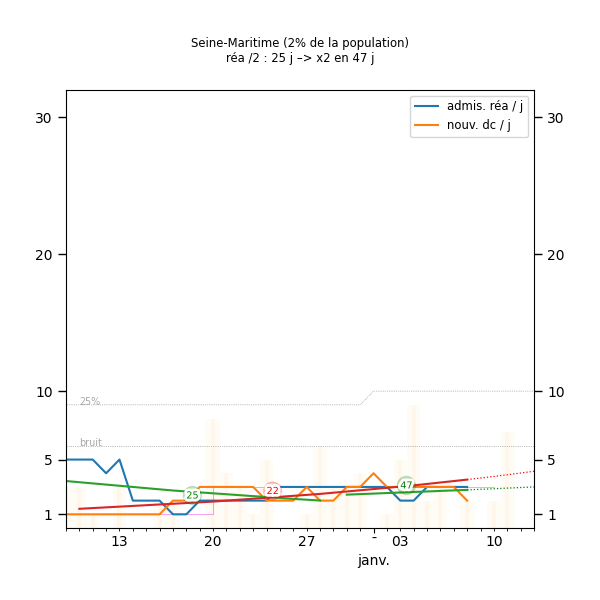 Seine-Maritime (2% de la population)
réa /2 : 25 j –> x2 en 47 j
admis. réa / j
nouv. dc / j
30 30
20 20
10 10
25%
bruit
5 5
25 22 47
1 1
13 20 27 - 03 10
janv.